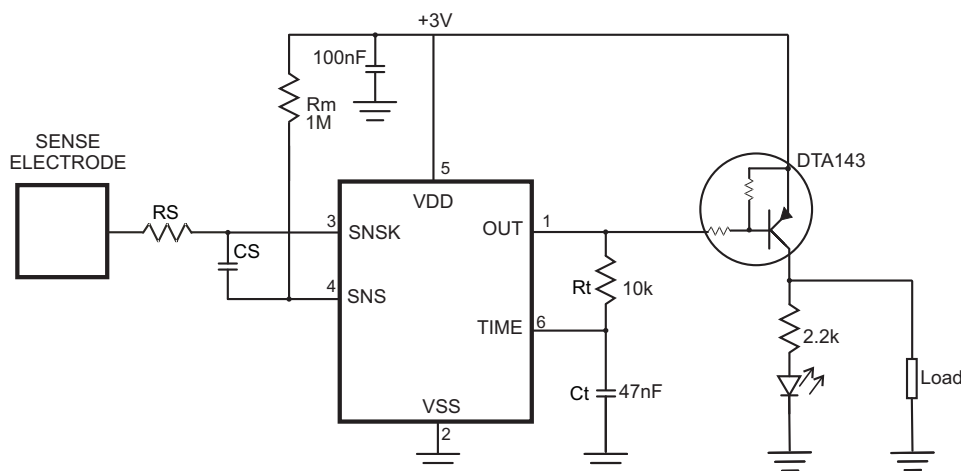 +3V
100nF
Rm
1M
SENSE
ELECTRODE
DTA143
5
VDD
RS
3
SNSK
OUT
1
CS
4
SNS
Rt
10k
TIME
6
2.2k
Ct
47nF
Load
VSS
2